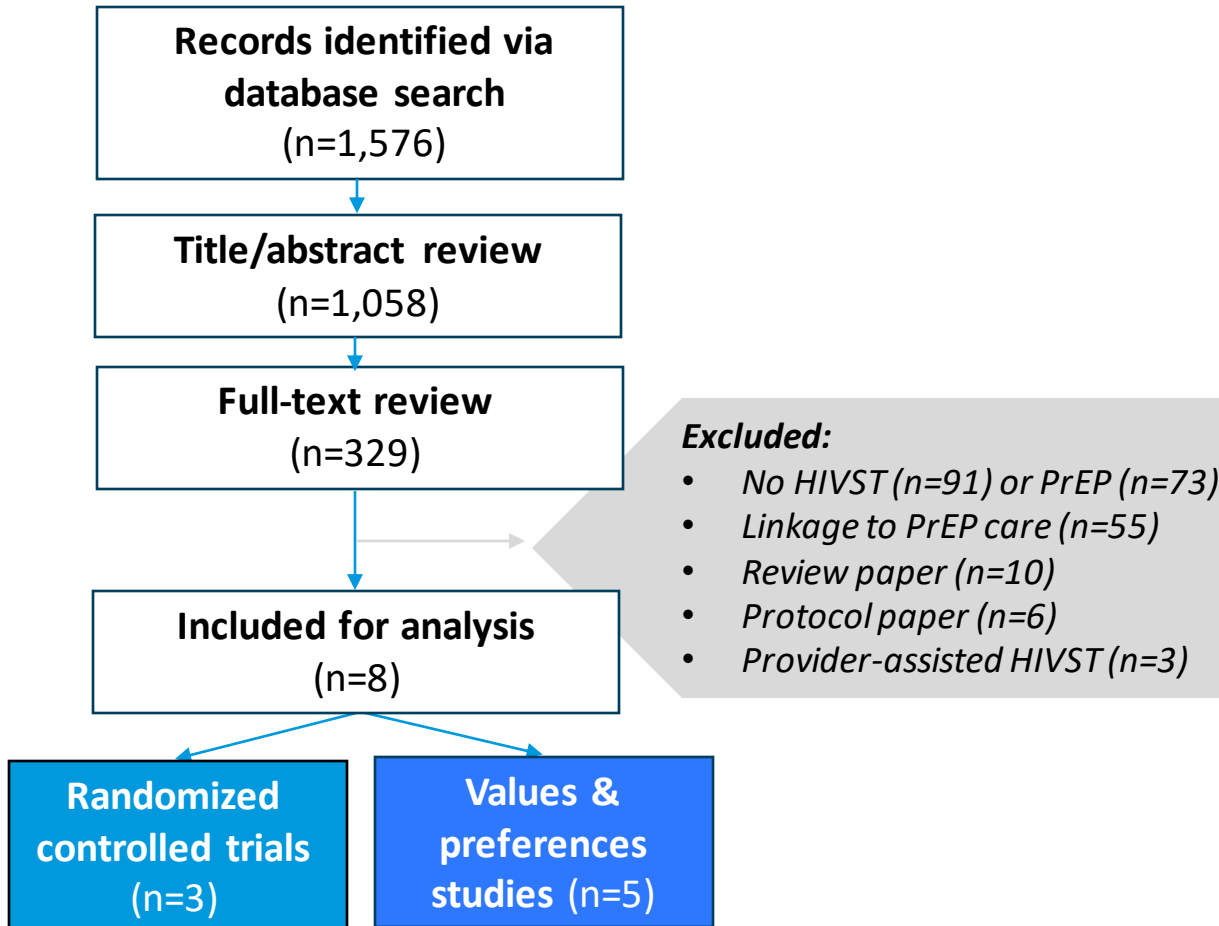 Records identified via
database search
(n=1,576)
Title/abstract review
(n=1,058)
Full-text review
(n=329)
Excluded:
• No HIVST (n=91) or PrEP (n=73)
• Linkage to PrEP care (n=55)
• Review paper (n=10)
• Protocol paper (n=6)
• Provider-assisted HIVST (n=3)
Included for analysis
(n=8)
Randomized
controlled trials
(n=3)
Values &
preferences
studies (n=5)